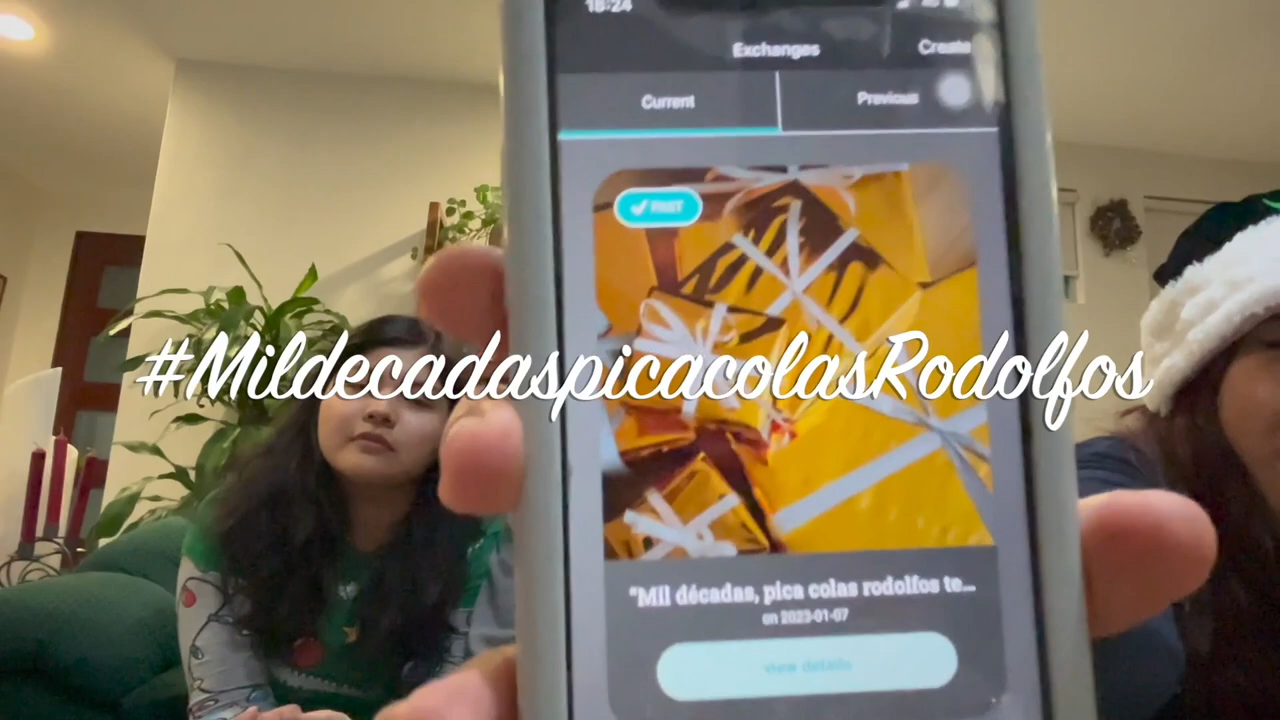 18:24
Exchanges
Create
Current
Previous
PAST
#MildecadaspicacolasRodolfos
"Mil décadas, pica colas rodolfos te...
on 2023-01-07
view details